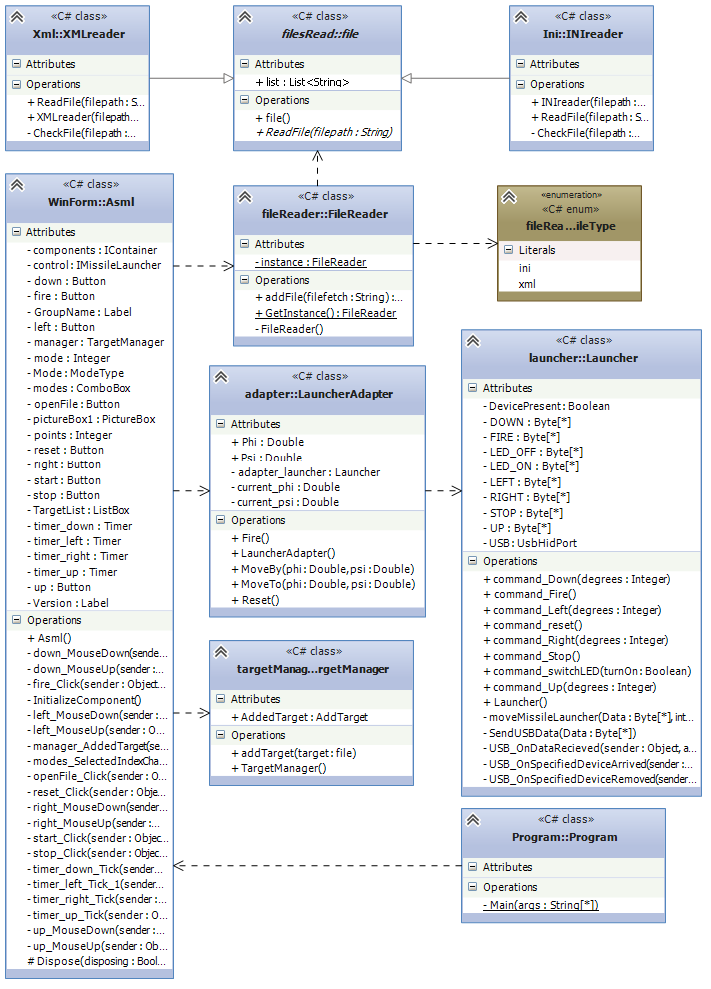 «C# class»
Xml::XMLreader
Attributes
Operations
+ ReadFile(filepath : S...
+ XMLreader(filepath...
- CheckFile(filepath :...
«C# class»
filesRead::file
Attributes
+ list : List<String>
Operations
+ file()
+ ReadFile(filepath : String)
«C# class»
Ini::INIreader
Attributes
Operations
+ INIreader(filepath :...
+ ReadFile(filepath : S...
- CheckFile(filepath :...
«C# class»
WinForm::Asml
Attributes
- components : IContainer
- control : IMissileLauncher
- down : Button
- fire : Button
- GroupName : Label
- left : Button
- manager : TargetManager
- mode : Integer
- Mode : ModeType
- modes : ComboBox
- openFile : Button
- pictureBox1 : PictureBox
- points : Integer
- reset : Button
- right : Button
- start : Button
- stop : Button
- TargetList : ListBox
- timer_down : Timer
- timer_left : Timer
- timer_right : Timer
- timer_up : Timer
- up : Button
- Version : Label
Operations
+ Asml()
- down_MouseDown(sende...
- down_MouseUp(sender :...
- fire_Click(sender : Objec...
- InitializeComponent()
- left_MouseDown(sender :...
- left_MouseUp(sender : O...
- manager_AddedTarget(se...
- modes_SelectedIndexCha...
- openFile_Click(sender : O...
- reset_Click(sender : Obje...
- right_MouseDown(sender...
- right_MouseUp(sender :...
- start_Click(sender : Objec...
- stop_Click(sender : Objec...
- timer_down_Tick(sender...
- timer_left_Tick_1(sender...
- timer_right_Tick(sender :...
- timer_up_Tick(sender : O...
- up_MouseDown(sender :...
- up_MouseUp(sender : Ob...
# Dispose(disposing : Bool...
«C# class»
fileReader::FileReader
Attributes
- instance : FileReader
Operations
+ addFile(filefetch : String) :...
+ GetInstance() : FileReader
- FileReader()
«enumeration»
«C# enum»
fileRea...ileType
Literals
ini
xml
«C# class»
adapter::LauncherAdapter
Attributes
+ Phi : Double
+ Psi : Double
- adapter_launcher : Launcher
- current_phi : Double
- current_psi : Double
Operations
+ Fire()
+ LauncherAdapter()
+ MoveBy(phi : Double, psi : Double)
+ MoveTo(phi : Double, psi : Double)
+ Reset()
«C# class»
launcher::Launcher
Attributes
- DevicePresent : Boolean
- DOWN : Byte[*]
- FIRE : Byte[*]
- LED_OFF : Byte[*]
- LED_ON : Byte[*]
- LEFT : Byte[*]
- RIGHT : Byte[*]
- STOP : Byte[*]
- UP : Byte[*]
- USB : UsbHidPort
Operations
+ command_Down(degrees : Integer)
+ command_Fire()
+ command_Left(degrees : Integer)
+ command_reset()
+ command_Right(degrees : Integer)
+ command_Stop()
+ command_switchLED(turnOn : Boolean)
+ command_Up(degrees : Integer)
+ Launcher()
- moveMissileLauncher(Data : Byte[*], int...
- SendUSBData(Data : Byte[*])
- USB_OnDataRecieved(sender : Object, a...
- USB_OnSpecifiedDeviceArrived(sender :...
- USB_OnSpecifiedDeviceRemoved(sender...
«C# class»
targetManag...rgetManager
Attributes
+ AddedTarget : AddTarget
Operations
+ addTarget(target : file)
+ TargetManager()
«C# class»
Program::Program
Attributes
Operations
- Main(args : String[*])